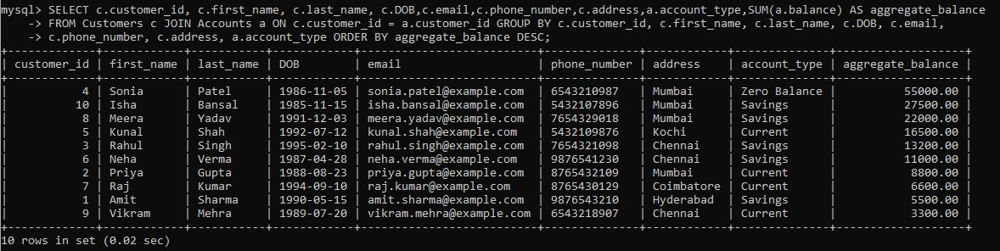 mysql> SELECT c.customer_id, c.first_name, c.last_name, c.DOB,c.email,c.phone_number,c.address,a.account_type,SUM(a.balance) AS aggregate_balance
    -> FROM Customers c JOIN Accounts a ON c.customer_id = a.customer_id GROUP BY c.customer_id, c.first_name, c.last_name, c.DOB, c.email,
    -> c.phone_number, c.address, a.account_type ORDER BY aggregate_balance DESC;
+-------------+------------+-----------+------------+--------------------------+--------------+------------+--------------+-------------------+
| customer_id | first_name | last_name | DOB        | email                    | phone_number | address    | account_type | aggregate_balance |
+-------------+------------+-----------+------------+--------------------------+--------------+------------+--------------+-------------------+
|           4 | Sonia      | Patel     | 1986-11-05 | sonia.patel@example.com  | 6543210987   | Mumbai     | Zero Balance |          55000.00 |
|          10 | Isha       | Bansal    | 1985-11-15 | isha.bansal@example.com  | 5432107896   | Mumbai     | Savings      |          27500.00 |
|           8 | Meera      | Yadav     | 1991-12-03 | meera.yadav@example.com  | 7654329018   | Mumbai     | Savings      |          22000.00 |
|           5 | Kunal      | Shah      | 1992-07-12 | kunal.shah@example.com   | 5432109876   | Kochi      | Current      |          16500.00 |
|           3 | Rahul      | Singh     | 1995-02-10 | rahul.singh@example.com  | 7654321098   | Chennai    | Savings      |          13200.00 |
|           6 | Neha       | Verma     | 1987-04-28 | neha.verma@example.com   | 9876541230   | Chennai    | Savings      |          11000.00 |
|           2 | Priya      | Gupta     | 1988-08-23 | priya.gupta@example.com  | 8765432109   | Mumbai     | Current      |           8800.00 |
|           7 | Raj        | Kumar     | 1994-09-10 | raj.kumar@example.com    | 8765430129   | Coimbatore | Current      |           6600.00 |
|           1 | Amit       | Sharma    | 1990-05-15 | amit.sharma@example.com  | 9876543210   | Hyderabad  | Savings      |           5500.00 |
|           9 | Vikram     | Mehra     | 1989-07-20 | vikram.mehra@example.com | 6543218907   | Chennai    | Current      |           3300.00 |
+-------------+------------+-----------+------------+--------------------------+--------------+------------+--------------+-------------------+
10 rows in set (0.02 sec)